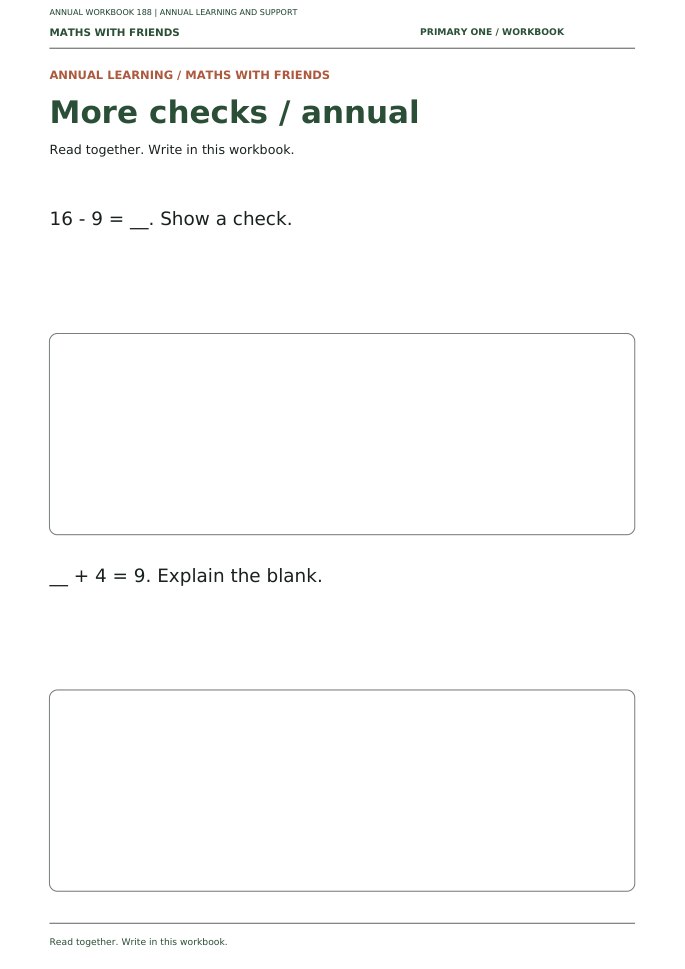 ANNUAL WORKBOOK 188 | ANNUAL LEARNING AND SUPPORT
MATHS WITH FRIENDS
PRIMARY ONE / WORKBOOK
ANNUAL LEARNING / MATHS WITH FRIENDS
More checks / annual
Read together. Write in this workbook.
16 - 9 = __. Show a check.
__ + 4 = 9. Explain the blank.
Read together. Write in this workbook.